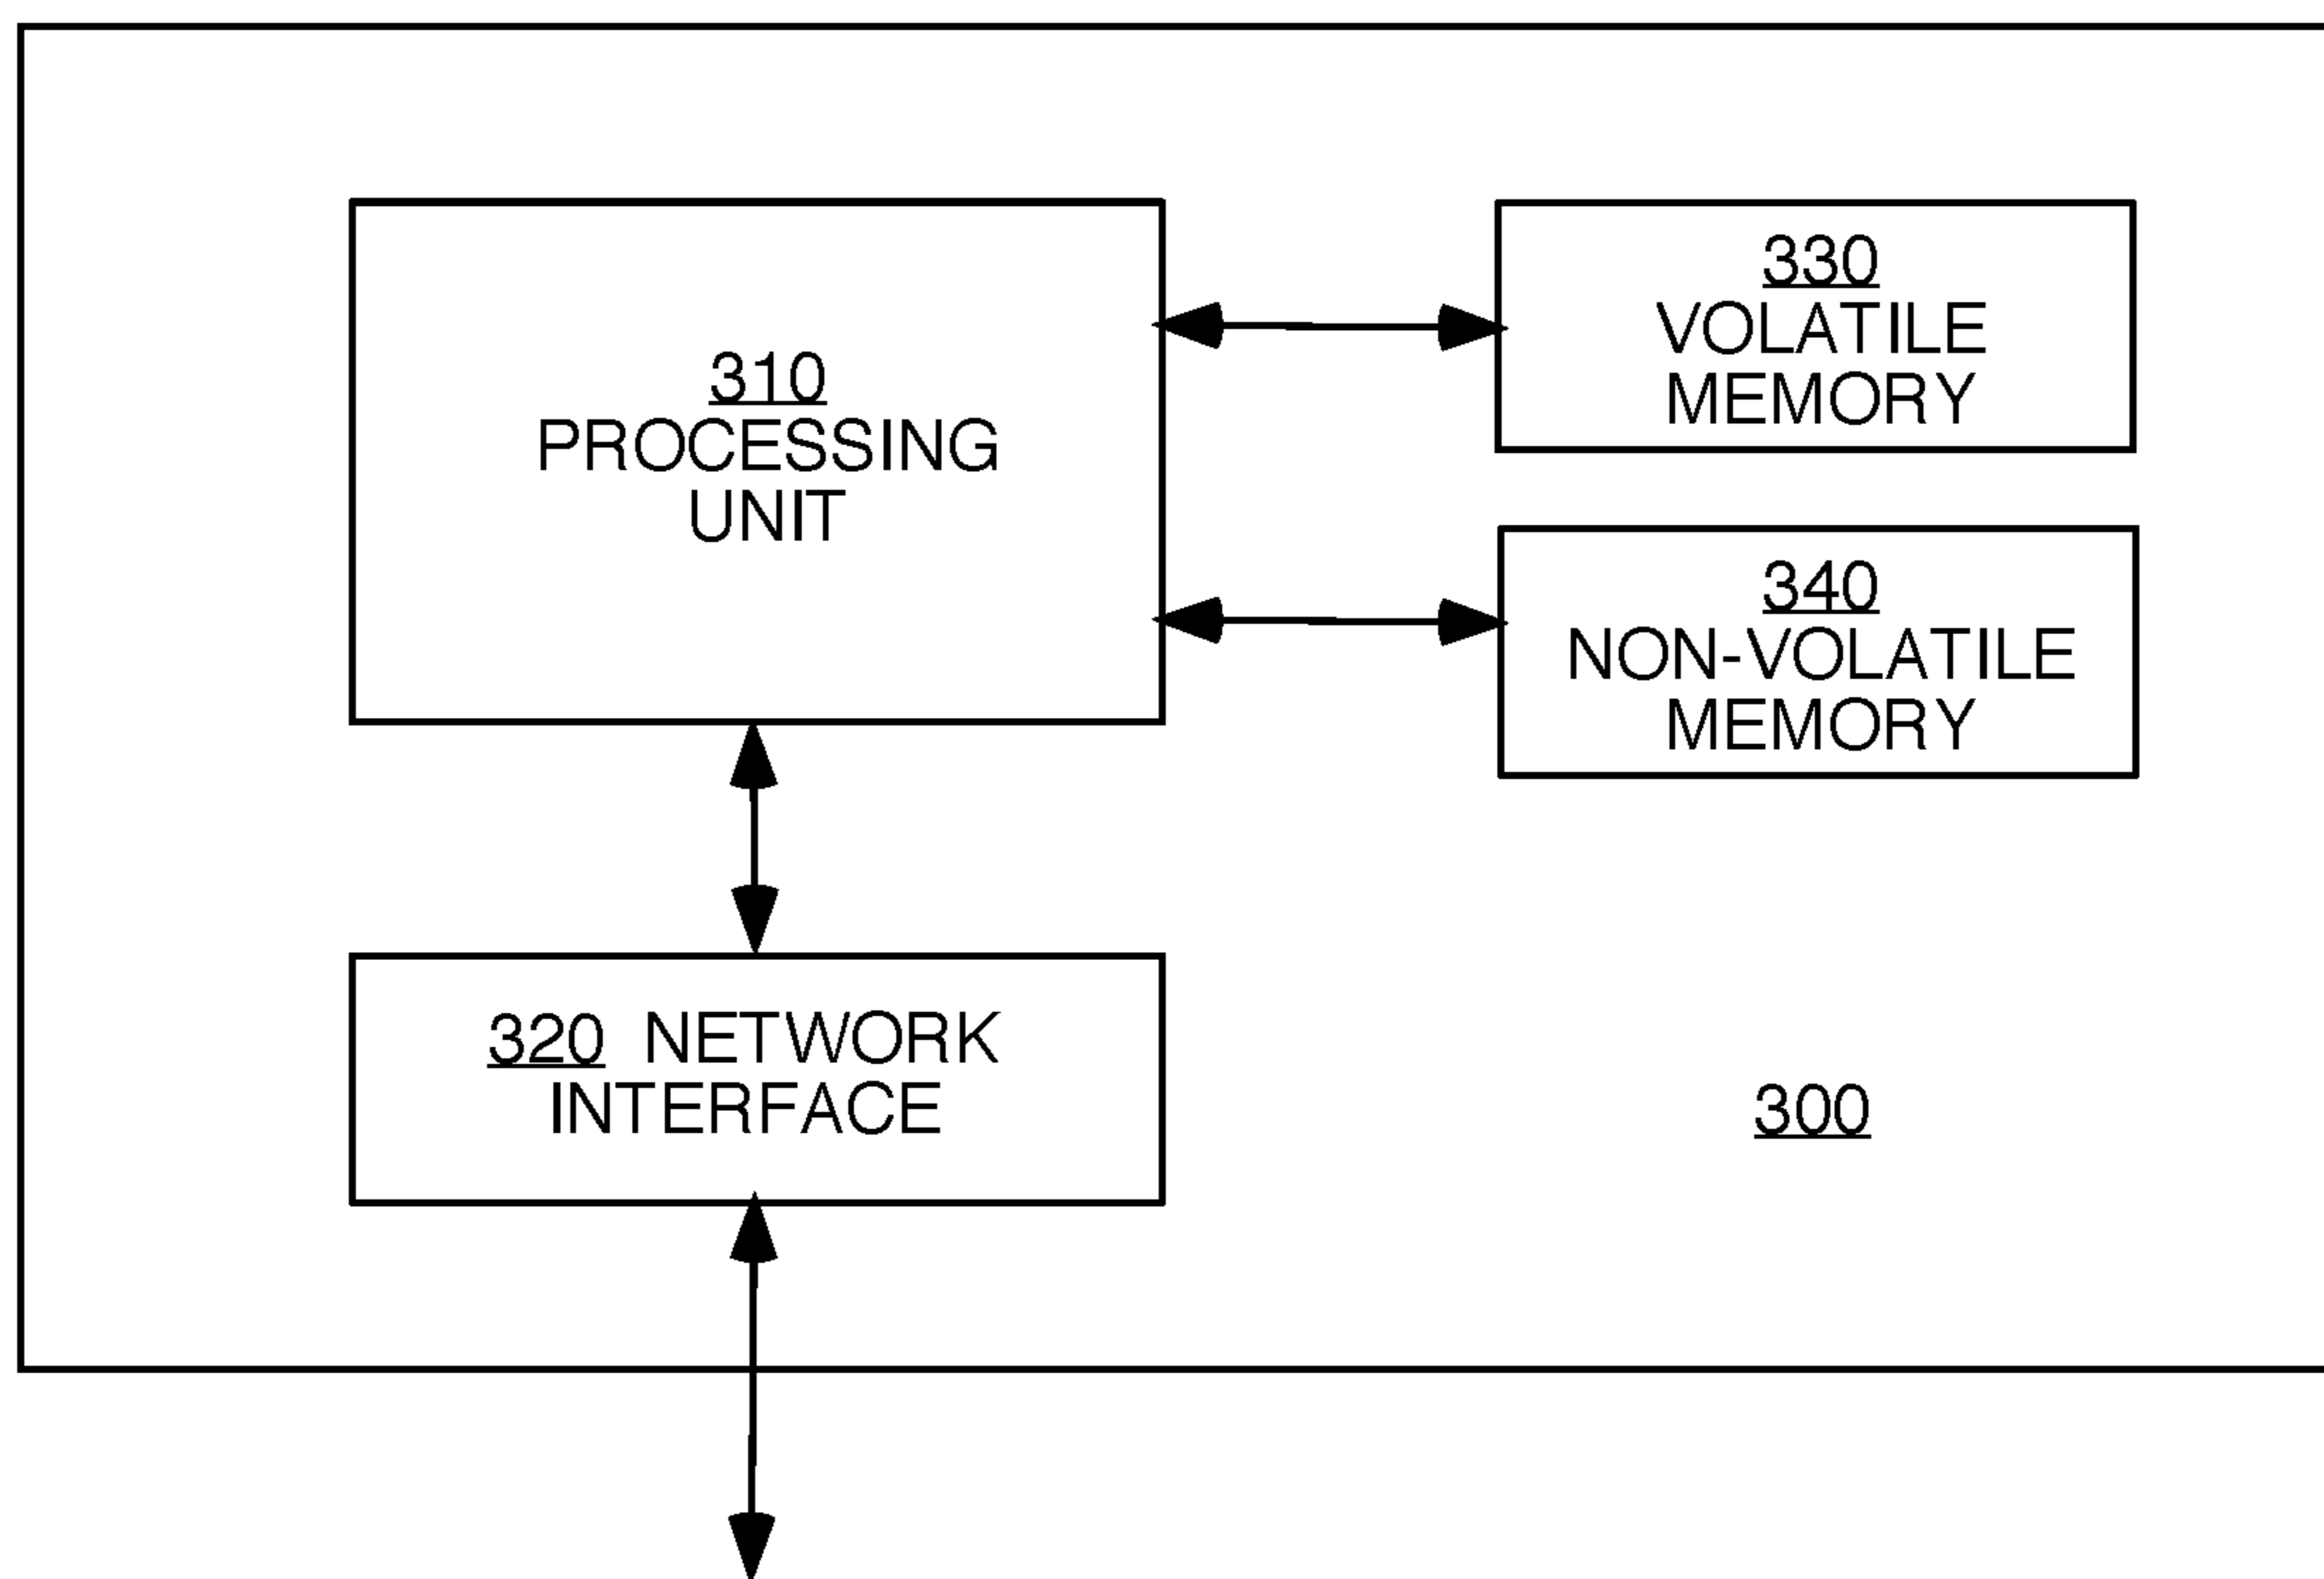 310
PROCESSING
UNIT
330
VOLATILE
MEMORY
340
NON-VOLATILE
MEMORY
320 NETWORK
INTERFACE
300